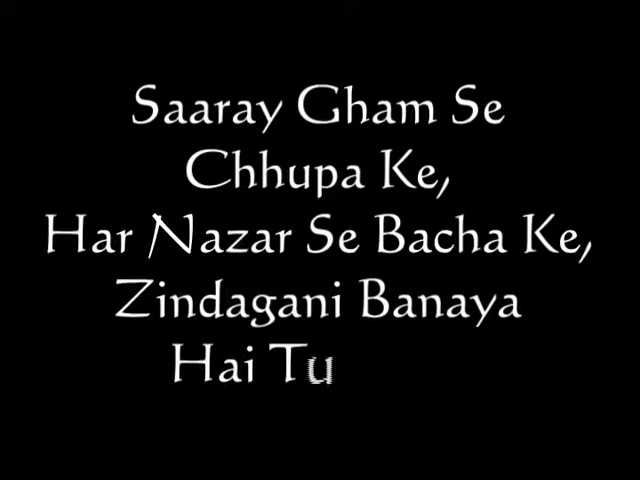 Saaray Gham Se
Chhupa Ke,
Har Nazar Se Bacha Ke,
Zindagani Banaya
Hai Tu